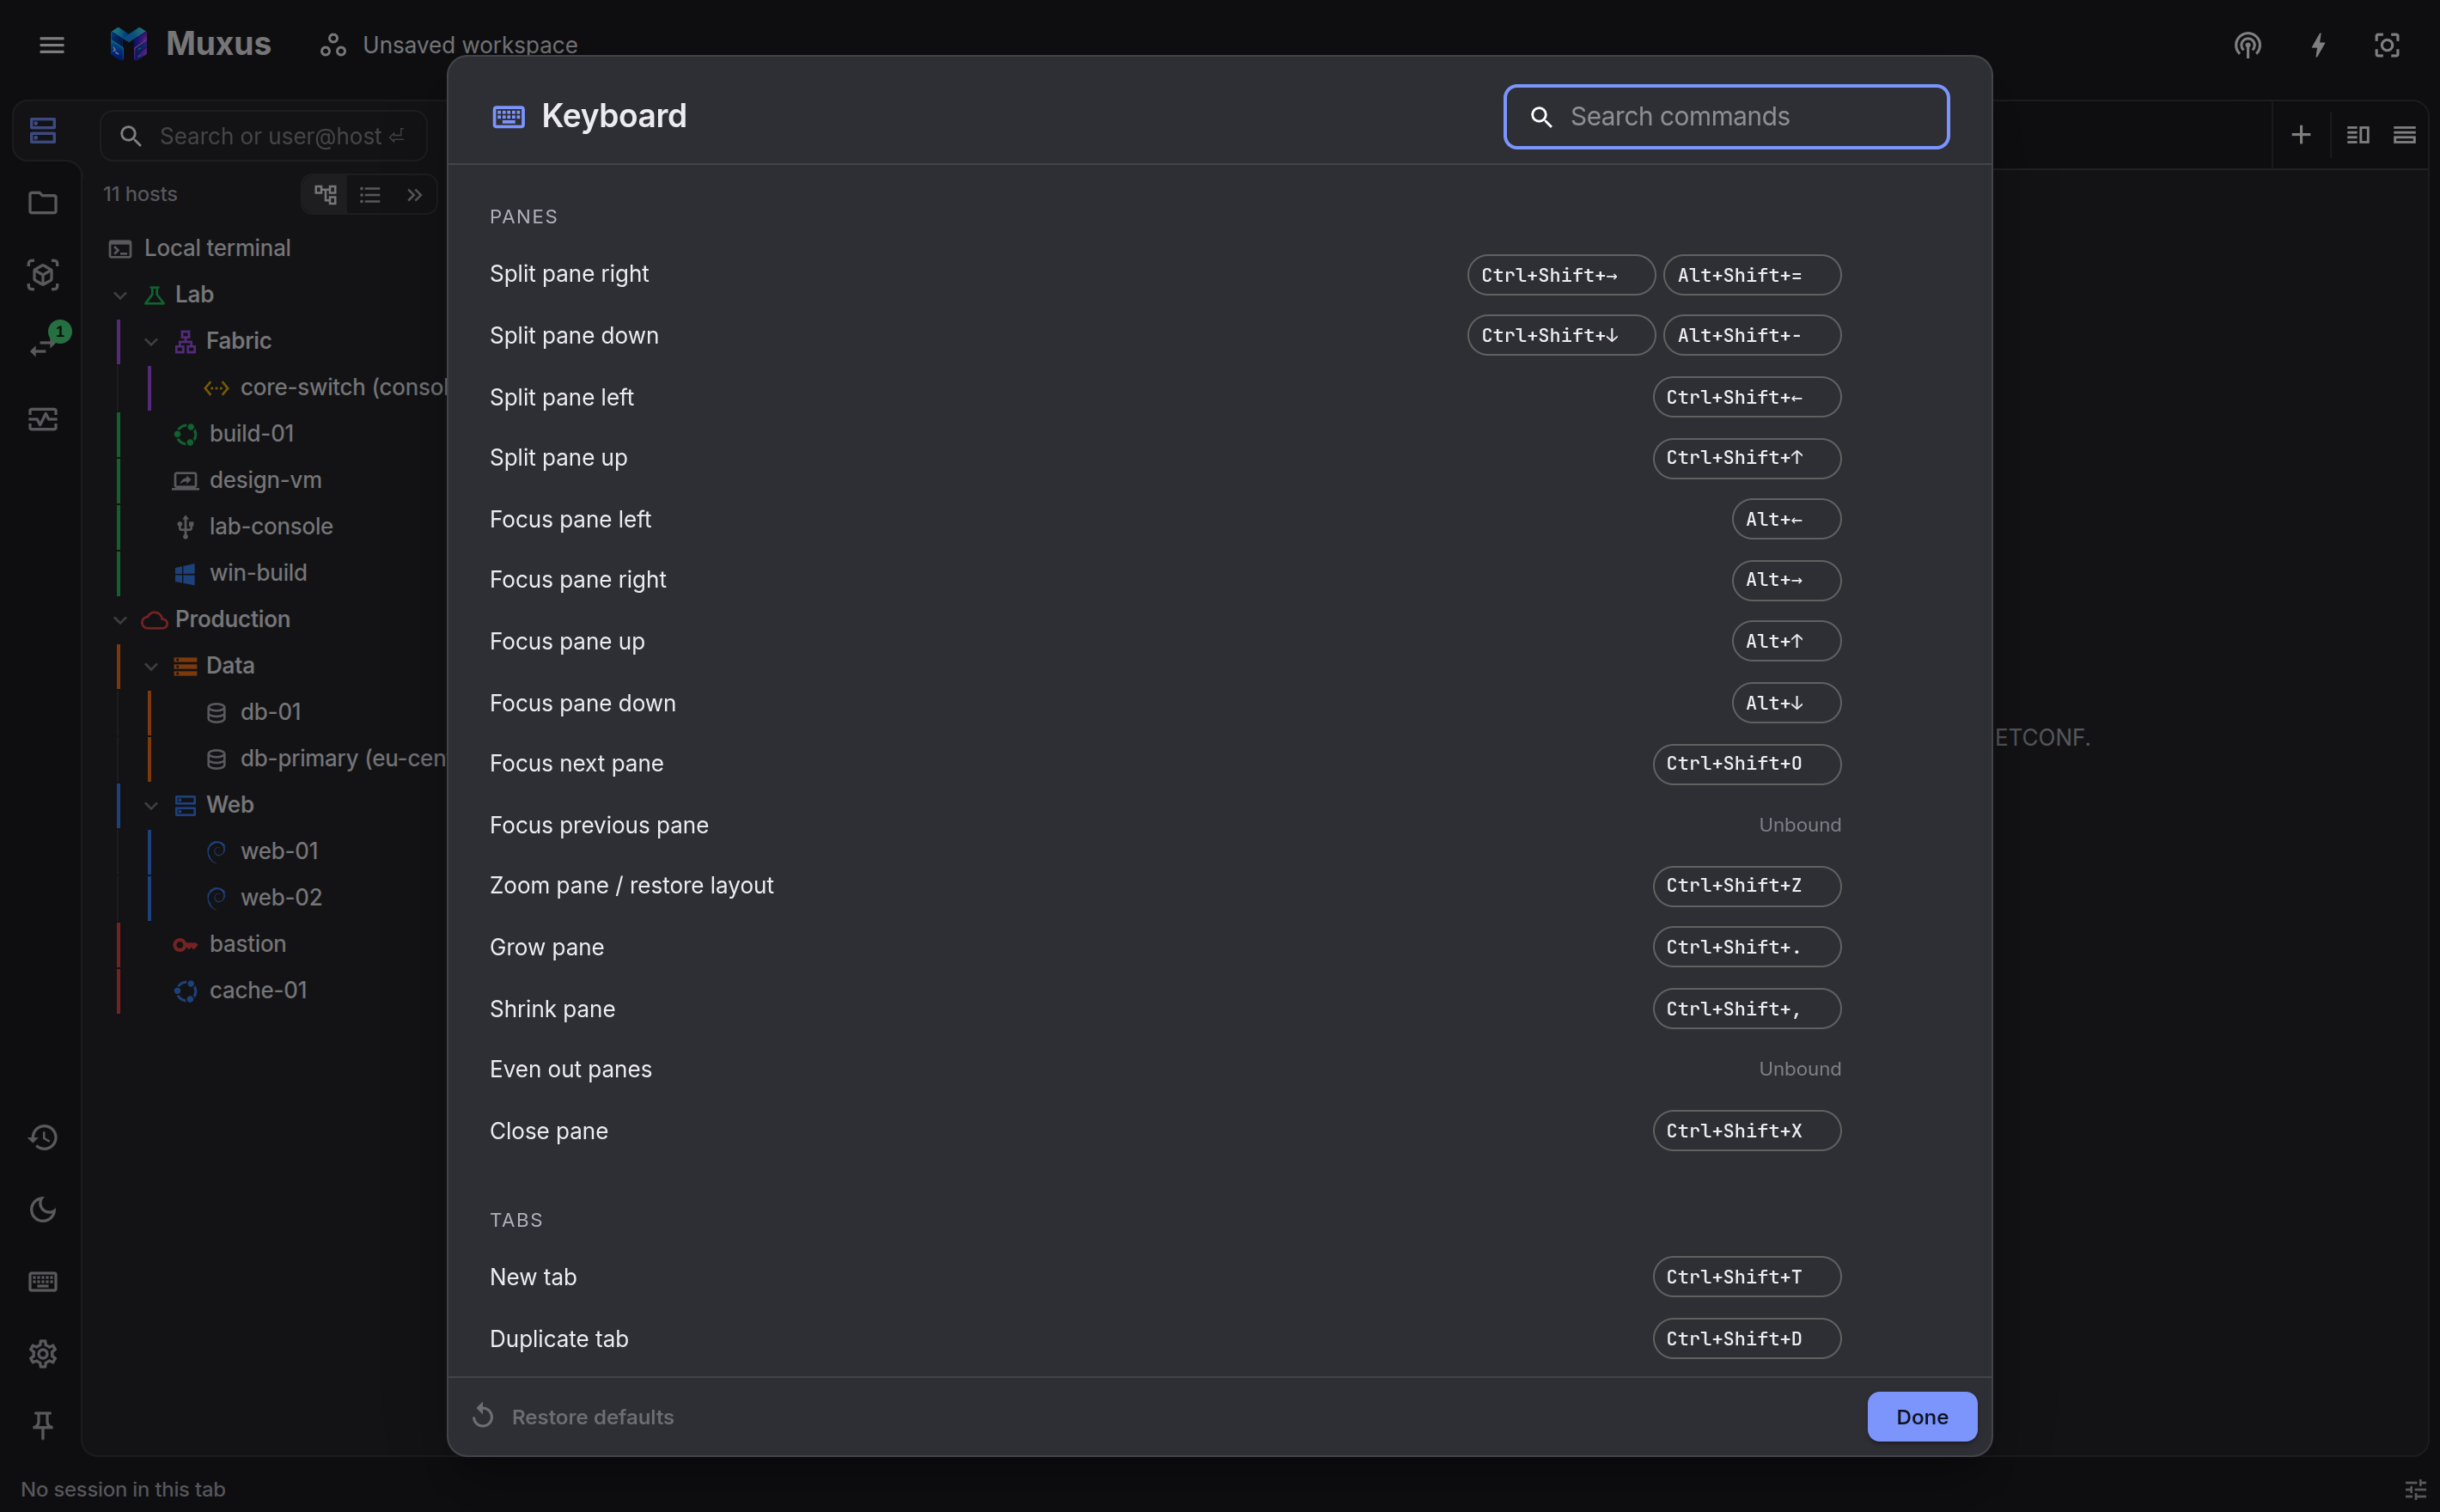 Muxus
Unsaved workspace
Search or user@host
11 hosts
Local terminal
Lab
Fabric
core-switch (consol
build-01
design-vm
lab-console
win-build
Production
Data
db-01
db-primary (eu-cen
Web
web-01
web-02
bastion
cache-01
1
No session in this tab
ETCONF.
Keyboard
Search commands
PANES
Split pane right Ctrl+Shift+→ Alt+Shift+=
Split pane down Ctrl+Shift+↓ Alt+Shift+-
Split pane left Ctrl+Shift+←
Split pane up Ctrl+Shift+↑
Focus pane left Alt+←
Focus pane right Alt+→
Focus pane up Alt+↑
Focus pane down Alt+↓
Focus next pane Ctrl+Shift+O
Focus previous pane Unbound
Zoom pane / restore layout Ctrl+Shift+Z
Grow pane Ctrl+Shift+.
Shrink pane Ctrl+Shift+,
Even out panes Unbound
Close pane Ctrl+Shift+X
TABS
New tab Ctrl+Shift+T
Duplicate tab Ctrl+Shift+D
Restore defaults
Done